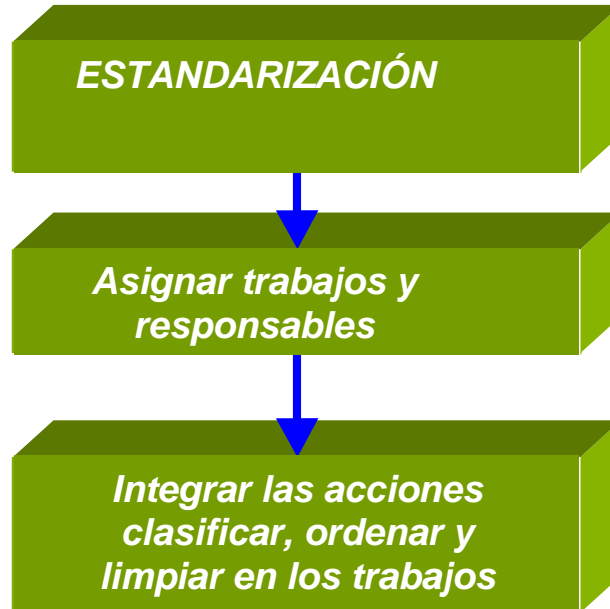 ESTANDARIZACIÓN
Asignar trabajos y
responsables
Integrar las acciones
clasificar, ordenar y
limpiar en los trabajos